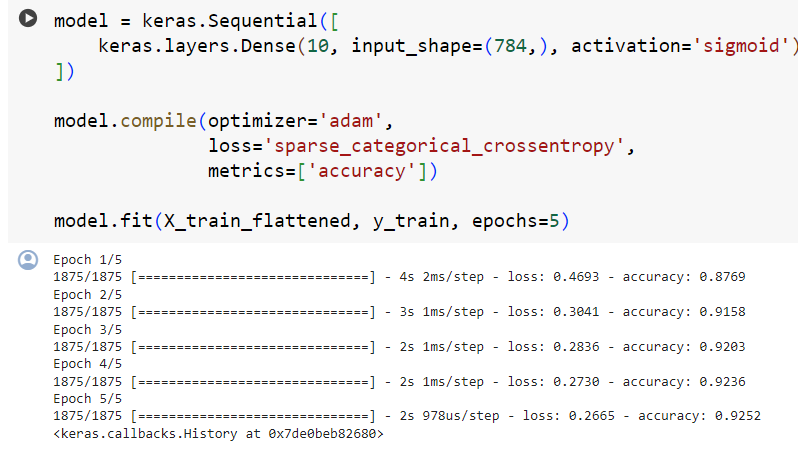 model = keras.Sequential([
    keras.layers.Dense(10, input_shape=(784,), activation='sigmoid')
])

model.compile(optimizer='adam',
              loss='sparse_categorical_crossentropy',
              metrics=['accuracy'])

model.fit(X_train_flattened, y_train, epochs=5)
Epoch 1/5
1875/1875 [==============================] - 4s 2ms/step - loss: 0.4693 - accuracy: 0.8769
Epoch 2/5
1875/1875 [==============================] - 3s 1ms/step - loss: 0.3041 - accuracy: 0.9158
Epoch 3/5
1875/1875 [==============================] - 2s 1ms/step - loss: 0.2836 - accuracy: 0.9203
Epoch 4/5
1875/1875 [==============================] - 2s 1ms/step - loss: 0.2730 - accuracy: 0.9236
Epoch 5/5
1875/1875 [==============================] - 2s 978us/step - loss: 0.2665 - accuracy: 0.9252
<keras.callbacks.History at 0x7de0beb82680>